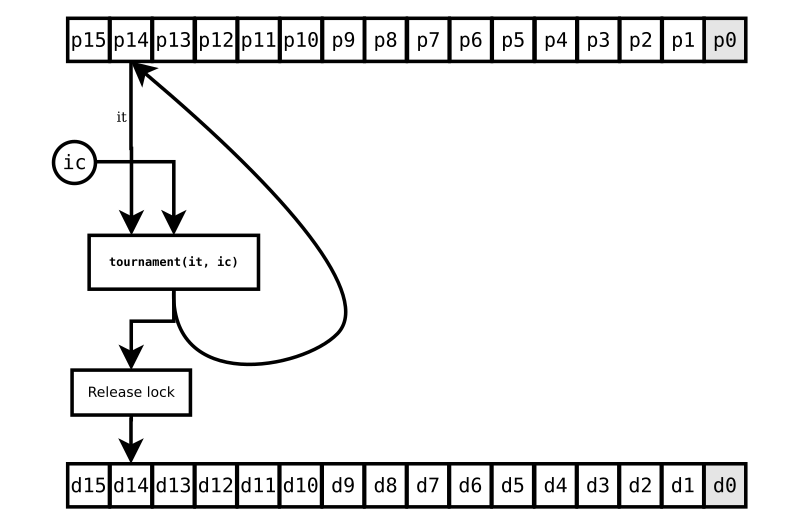 p15 p14 p13 p12 p11 p10 p9 p8 p7 p6 p5 p4 p3 p2 p1 p0
it
ic
tournament(it, ic)
Release lock
d15 d14 d13 d12 d11 d10 d9 d8 d7 d6 d5 d4 d3 d2 d1 d0